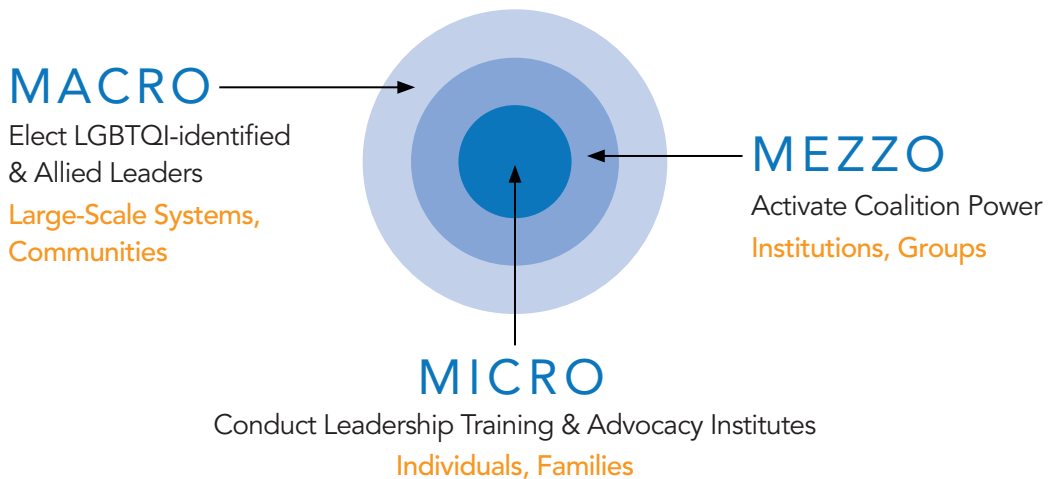 MACRO
Elect LGBTQI-identified
& Allied Leaders
Large-Scale Systems,
Communities
MEZZO
Activate Coalition Power
Institutions, Groups
MICRO
Conduct Leadership Training & Advocacy Institutes
Individuals, Families